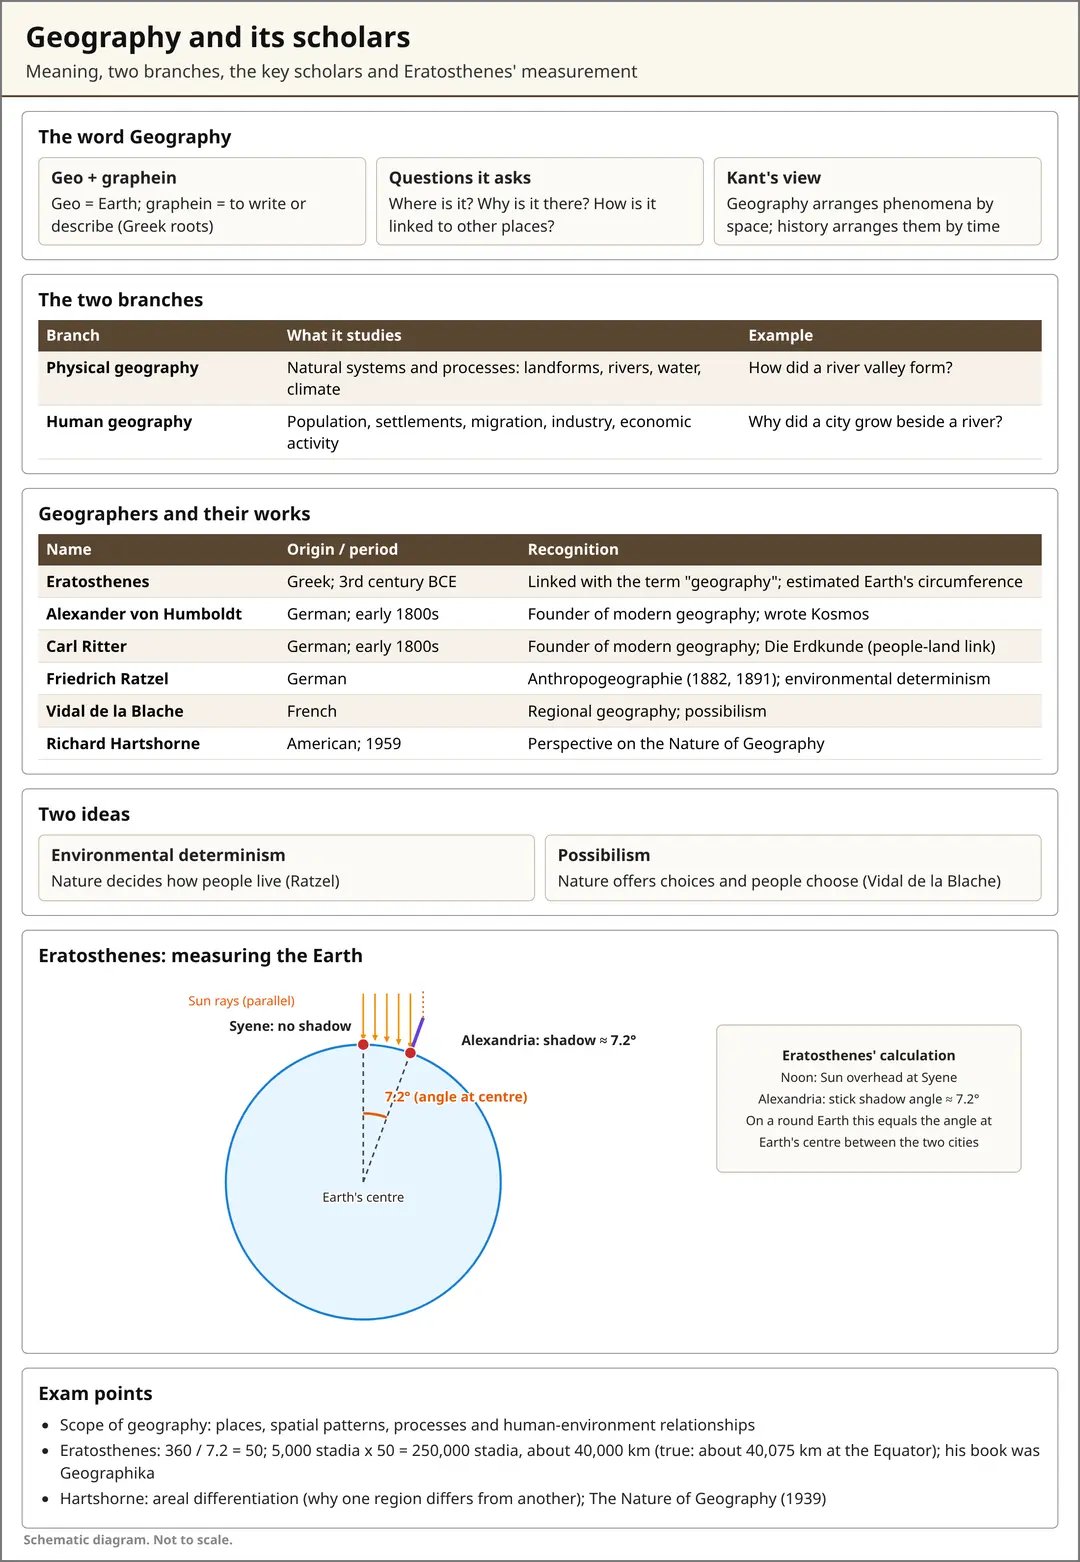 Geography and its scholars
Meaning, two branches, the key scholars and Eratosthenes' measurement
The word Geography
Geo + graphein
Geo = Earth; graphein = to write or
describe (Greek roots)
Questions it asks
Where is it? Why is it there? How is it
linked to other places?
Kant's view
Geography arranges phenomena by
space; history arranges them by time
The two branches
Branch What it studies Example
Physical geography Natural systems and processes: landforms, rivers, water, How did a river valley form?
climate
Human geography Population, settlements, migration, industry, economic Why did a city grow beside a river?
activity
Geographers and their works
Name Origin / period Recognition
Eratosthenes Greek; 3rd century BCE Linked with the term "geography"; estimated Earth's circumference
Alexander von Humboldt German; early 1800s Founder of modern geography; wrote Kosmos
Carl Ritter German; early 1800s Founder of modern geography; Die Erdkunde (people-land link)
Friedrich Ratzel German Anthropogeographie (1882, 1891); environmental determinism
Vidal de la Blache French Regional geography; possibilism
Richard Hartshorne American; 1959 Perspective on the Nature of Geography
Two ideas
Environmental determinism
Nature decides how people live (Ratzel)
Possibilism
Nature offers choices and people choose (Vidal de la Blache)
Eratosthenes: measuring the Earth
Sun rays (parallel)
Syene: no shadow
Alexandria: shadow ≈ 7.2°
7.2° (angle at centre)
Earth's centre
Eratosthenes' calculation
Noon: Sun overhead at Syene
Alexandria: stick shadow angle ≈ 7.2°
On a round Earth this equals the angle at
Earth's centre between the two cities
Exam points
• Scope of geography: places, spatial patterns, processes and human-environment relationships
• Eratosthenes: 360 / 7.2 = 50; 5,000 stadia x 50 = 250,000 stadia, about 40,000 km (true: about 40,075 km at the Equator); his book was
Geographika
• Hartshorne: areal differentiation (why one region differs from another); The Nature of Geography (1939)
Schematic diagram. Not to scale.